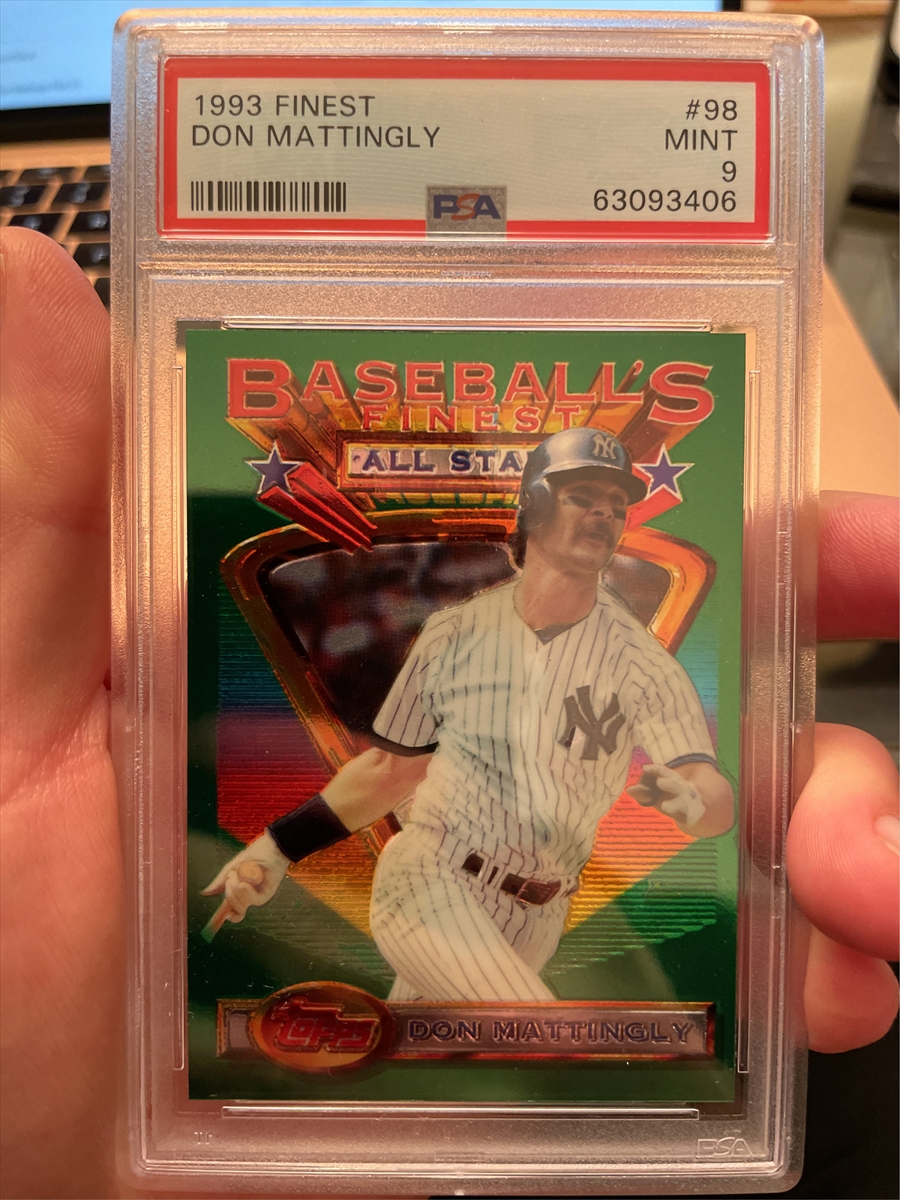 1993 FINEST #98
DON MATTINGLY MINT
9
PSA 63093406
BASEBALL'S
FINEST
ALL STA
NY
NY
Topps DON MATTINGLY
PSA